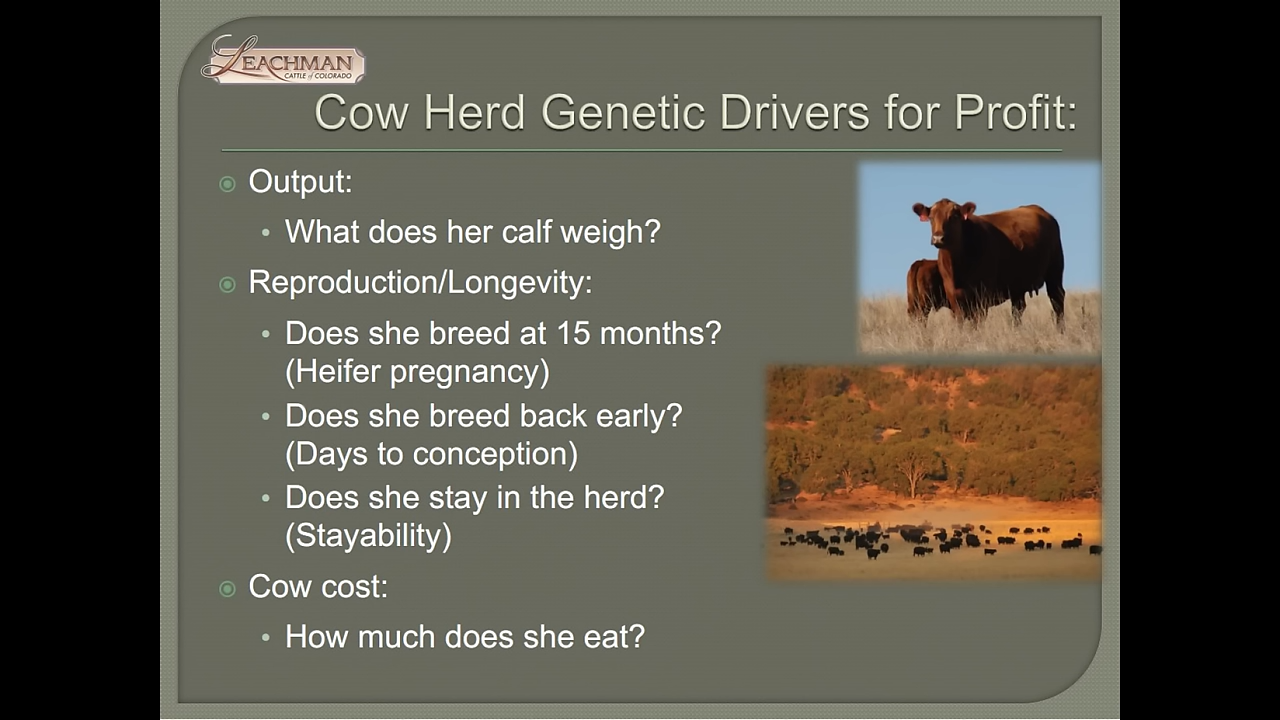 LEACHMAN
CATTLE of COLORADO
Cow Herd Genetic Drivers for Profit:
Output:
What does her calf weigh?
Reproduction/Longevity:
Does she breed at 15 months?
(Heifer pregnancy)
Does she breed back early?
(Days to conception)
Does she stay in the herd?
(Stayability)
Cow cost:
How much does she eat?